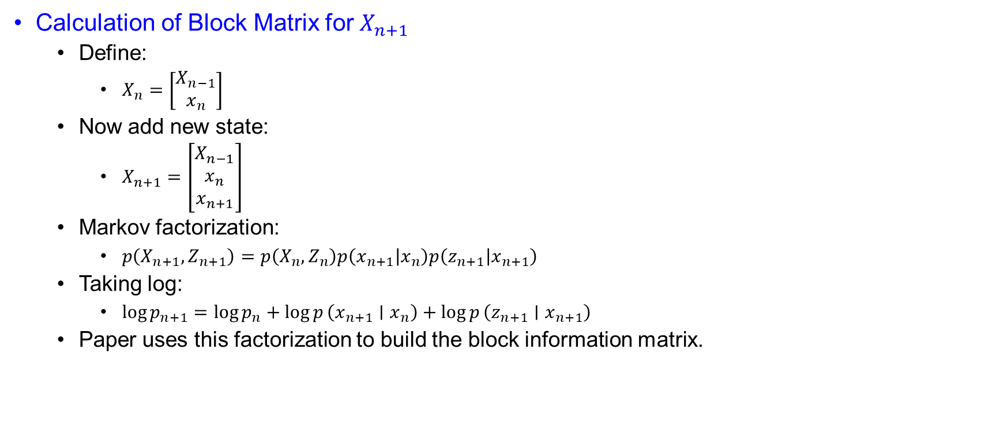 • Calculation of Block Matrix for $X_{n+1}$
• Define:
• $X_n = \begin{bmatrix} X_{n-1} \\ x_n \end{bmatrix}$
• Now add new state:
• $X_{n+1} = \begin{bmatrix} X_{n-1} \\ x_n \\ x_{n+1} \end{bmatrix}$
• Markov factorization:
• $p(X_{n+1}, Z_{n+1}) = p(X_n, Z_n)p(x_{n+1}|x_n)p(z_{n+1}|x_{n+1})$
• Taking log:
• $\log p_{n+1} = \log p_n + \log p\,(x_{n+1} \mid x_n) + \log p\,(z_{n+1} \mid x_{n+1})$
• Paper uses this factorization to build the block information matrix.